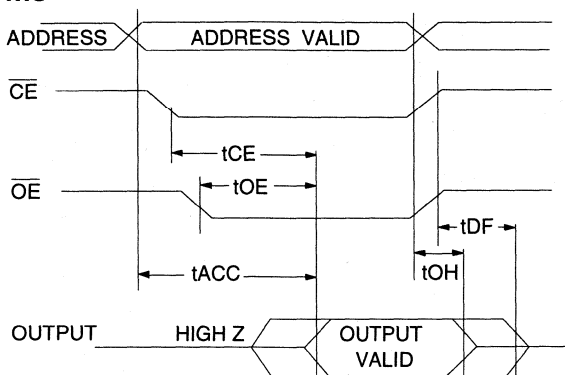 ADDRESS ADDRESS VALID
CE
tCE
tOE
OE
tDF
tACC tOH
OUTPUT HIGH Z OUTPUT
VALID